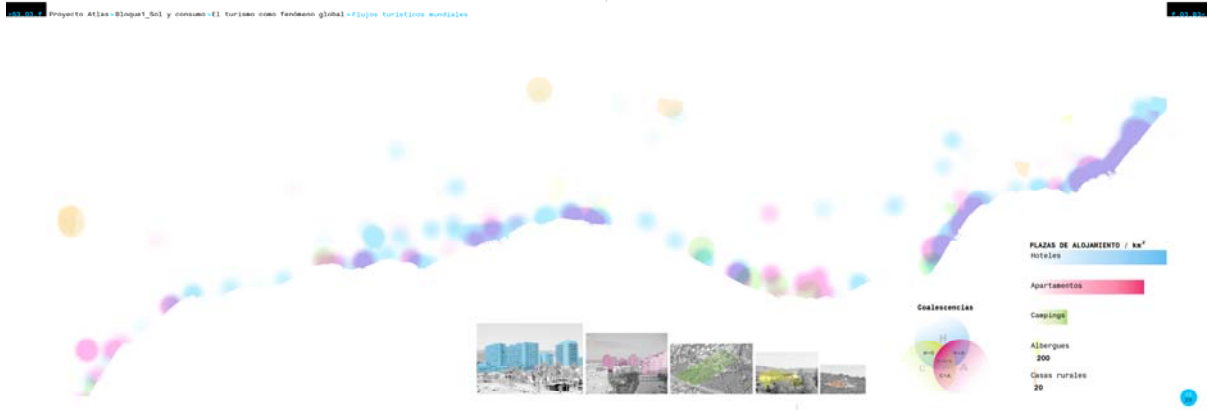 Proyecto Atlas»Bloque1_Sol y consumo»El turismo como fenómeno global»Flujos turísticos mundiales
PLAZAS DE ALOJAMIENTO / km²
Hoteles
Apartamentos
Campings
Albergues
200
Casas rurales
20
Coalescencias
H
C
A
H+C
H+A
C+A